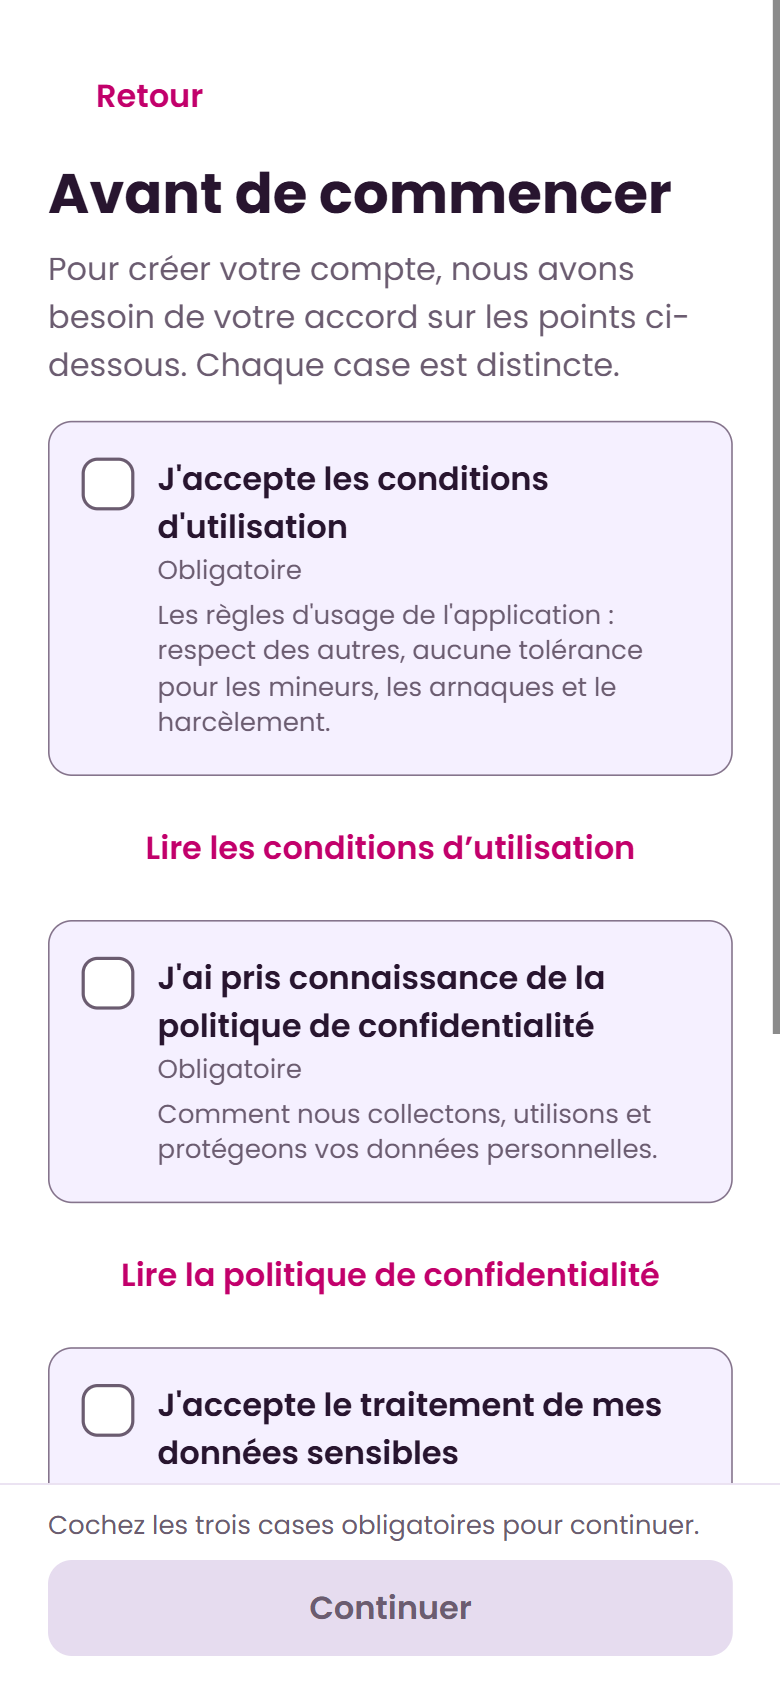 Retour
Avant de commencer
Pour créer votre compte, nous avons
besoin de votre accord sur les points ci-
dessous. Chaque case est distincte.
J'accepte les conditions
d'utilisation
Obligatoire
Les règles d'usage de l'application :
respect des autres, aucune tolérance
pour les mineurs, les arnaques et le
harcèlement.
Lire les conditions d’utilisation
J'ai pris connaissance de la
politique de confidentialité
Obligatoire
Comment nous collectons, utilisons et
protégeons vos données personnelles.
Lire la politique de confidentialité
J'accepte le traitement de mes
données sensibles
Cochez les trois cases obligatoires pour continuer.
Continuer